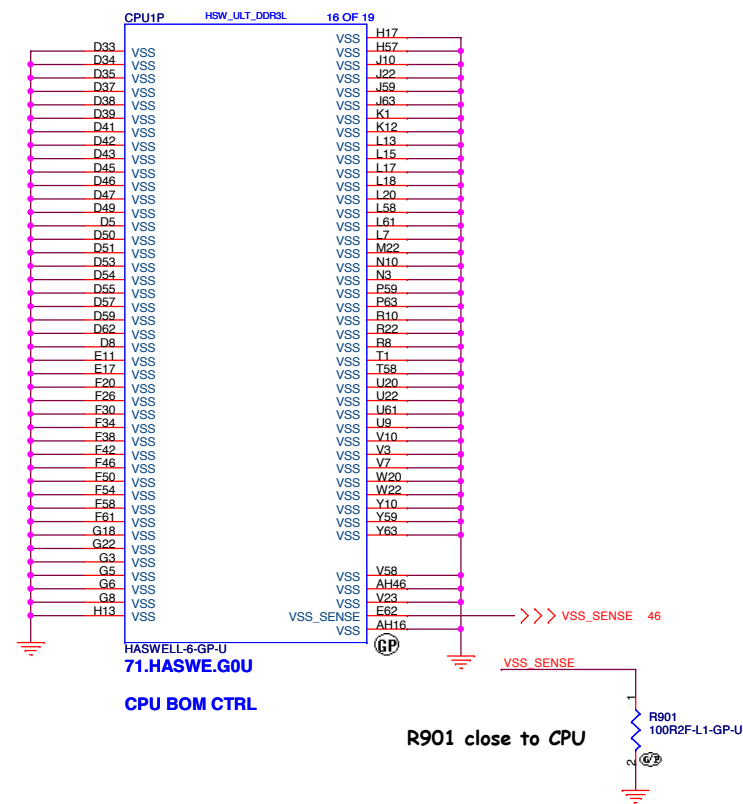 CPU1P HSW_ULT_DDR3L 16 OF 19
VSS H17
D33 VSS VSS H57
D34 VSS VSS J10
D35 VSS VSS J22
D37 VSS VSS J59
D38 VSS VSS J63
D39 VSS VSS K1
D41 VSS VSS K12
D42 VSS VSS L13
D43 VSS VSS L15
D45 VSS VSS L17
D46 VSS VSS L18
D47 VSS VSS L20
D49 VSS VSS L58
D5 VSS VSS L61
D50 VSS VSS L7
D51 VSS VSS M22
D53 VSS VSS N10
D54 VSS VSS N3
D55 VSS VSS P59
D57 VSS VSS P63
D59 VSS VSS R10
D62 VSS VSS R22
D8 VSS VSS R8
E11 VSS VSS T1
E17 VSS VSS T58
F20 VSS VSS U20
F26 VSS VSS U22
F30 VSS VSS U61
F34 VSS VSS U9
F38 VSS VSS V10
F42 VSS VSS V3
F46 VSS VSS V7
F50 VSS VSS W20
F54 VSS VSS W22
F58 VSS VSS Y10
F61 VSS VSS Y59
G18 VSS VSS Y63
G22 VSS
G3 VSS
G5 VSS VSS V58
G6 VSS VSS AH46
G8 VSS VSS V23
H13 VSS VSS_SENSE E62 VSS_SENSE 46
VSS AH16
HASWELL-6-GP-U GP
71.HASWE.G0U
VSS_SENSE
CPU BOM CTRL
1
R901
100R2F-L1-GP-U
R901 close to CPU
2 G/P